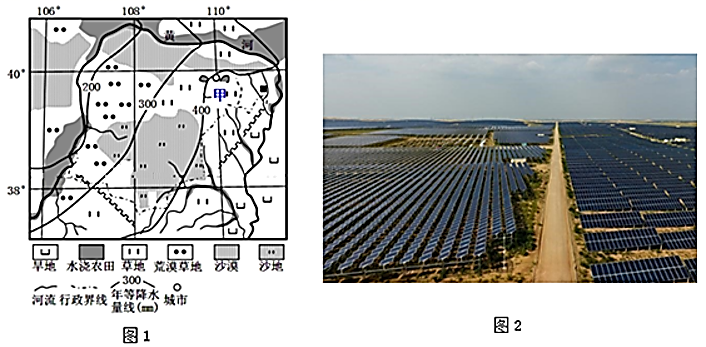 106° 108° 110°
黄
河
40°
200
300
400
甲
38°
旱地 水浇农田 草地 荒漠草地 沙漠 沙地
河流 行政界线 300 年等降水量线(mm) 城市
图1
图2